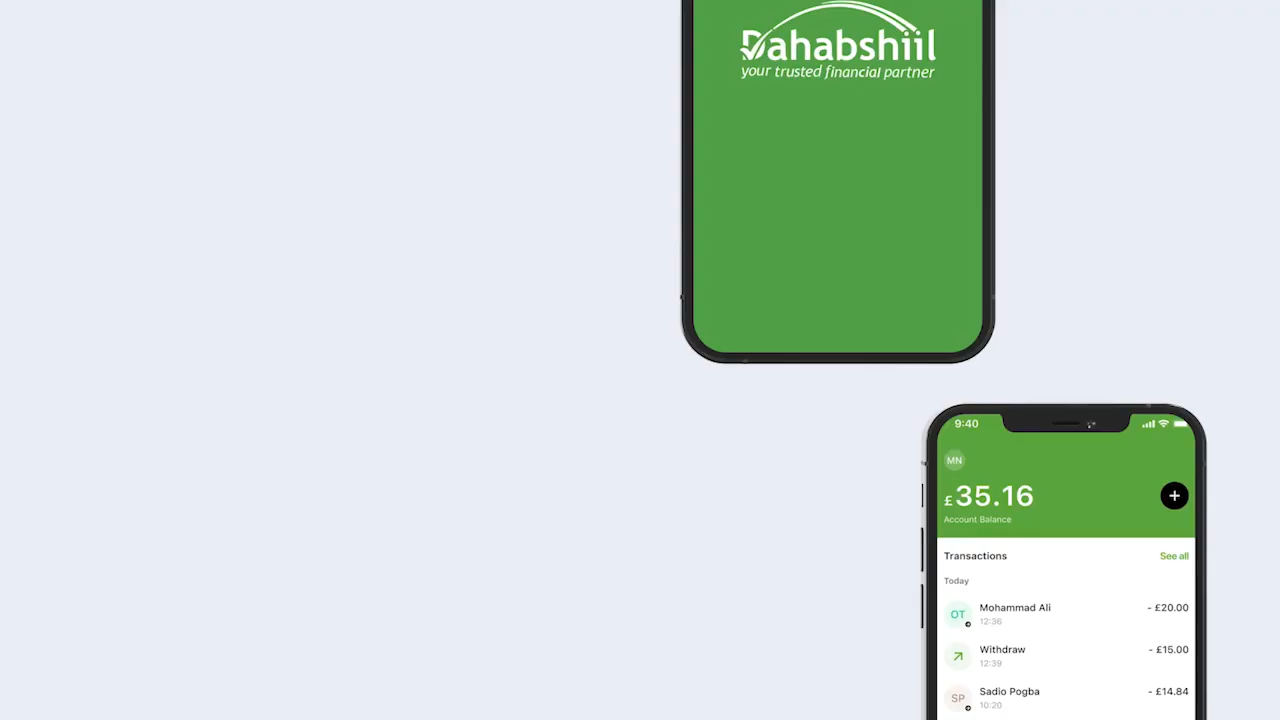 Dahabshiil
your trusted financial partner
9:40
MN
£35.16
Account Balance
Transactions
See all
Today
OT
Mohammad Ali
- £20.00
12:36
Withdraw
- £15.00
12:39
SP
Sadio Pogba
- £14.84
10:20